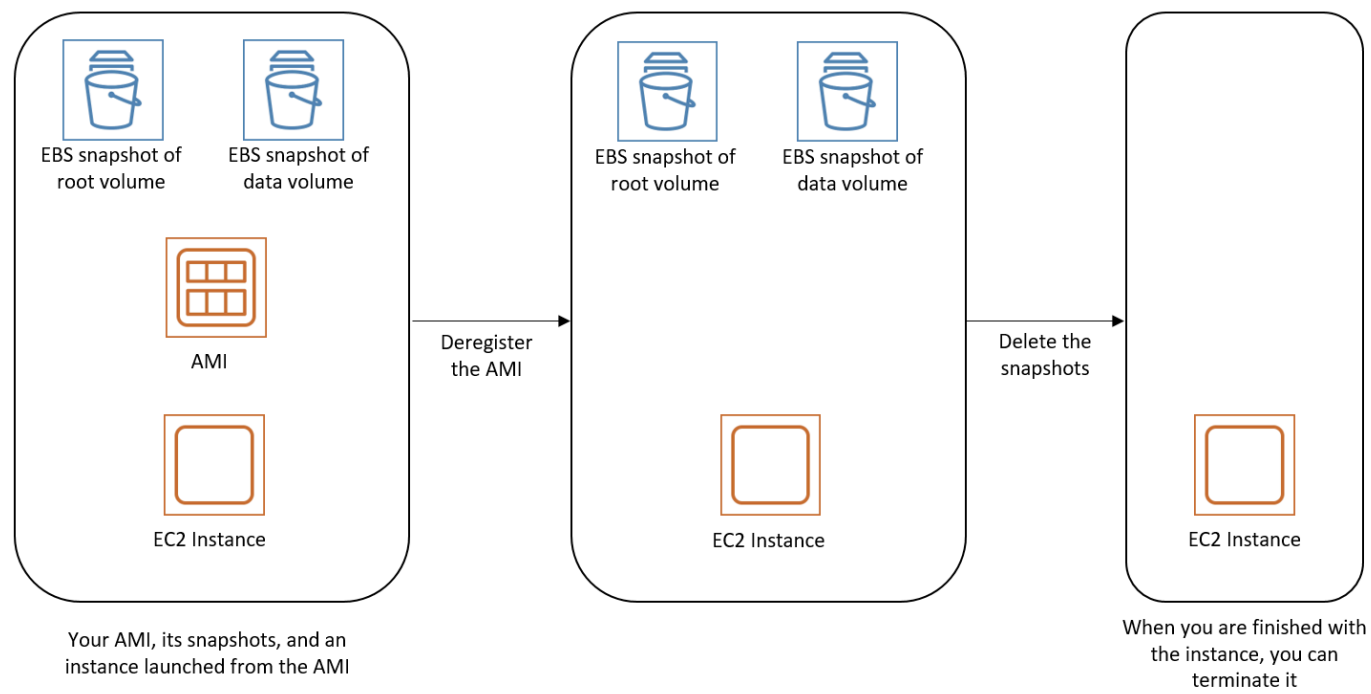 EBS snapshot of
root volume
EBS snapshot of
data volume
AMI
EC2 Instance
Your AMI, its snapshots, and an
instance launched from the AMI
Deregister
the AMI
EBS snapshot of
root volume
EBS snapshot of
data volume
EC2 Instance
Delete the
snapshots
EC2 Instance
When you are finished with
the instance, you can
terminate it